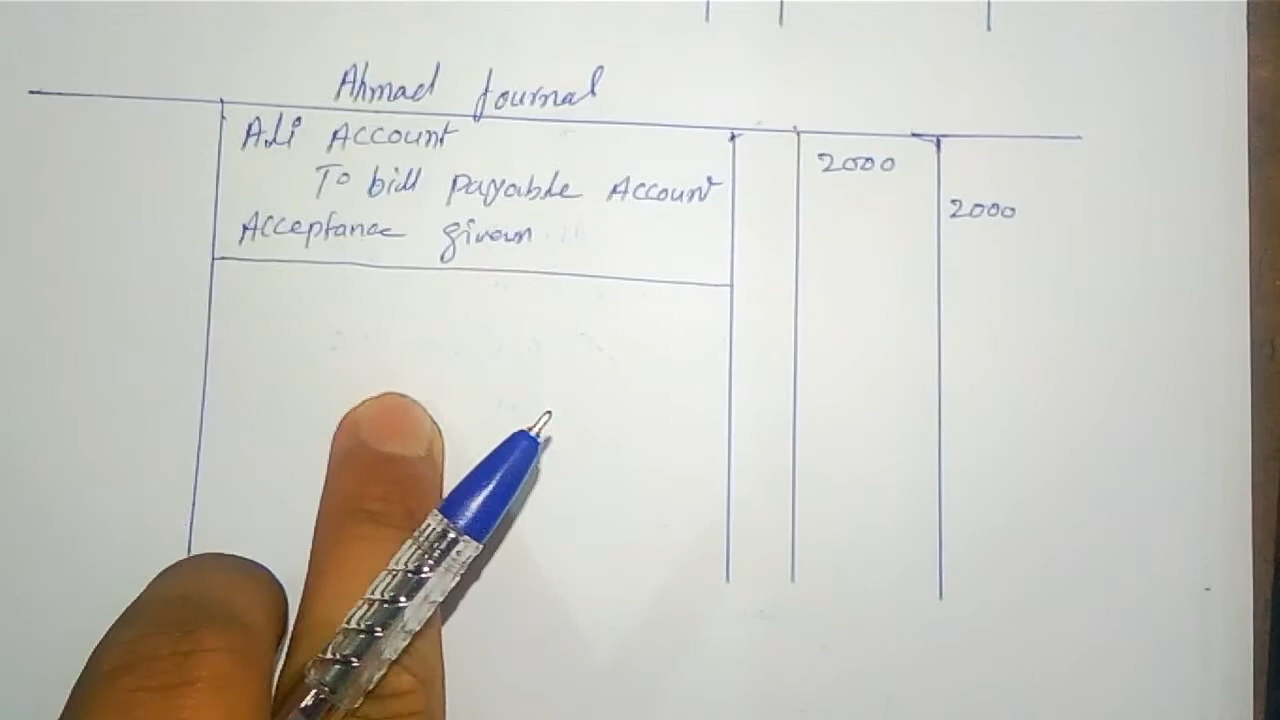 Ahmad Journal
Ali Account
2000
To bill payable Account
2000
Acceptance given